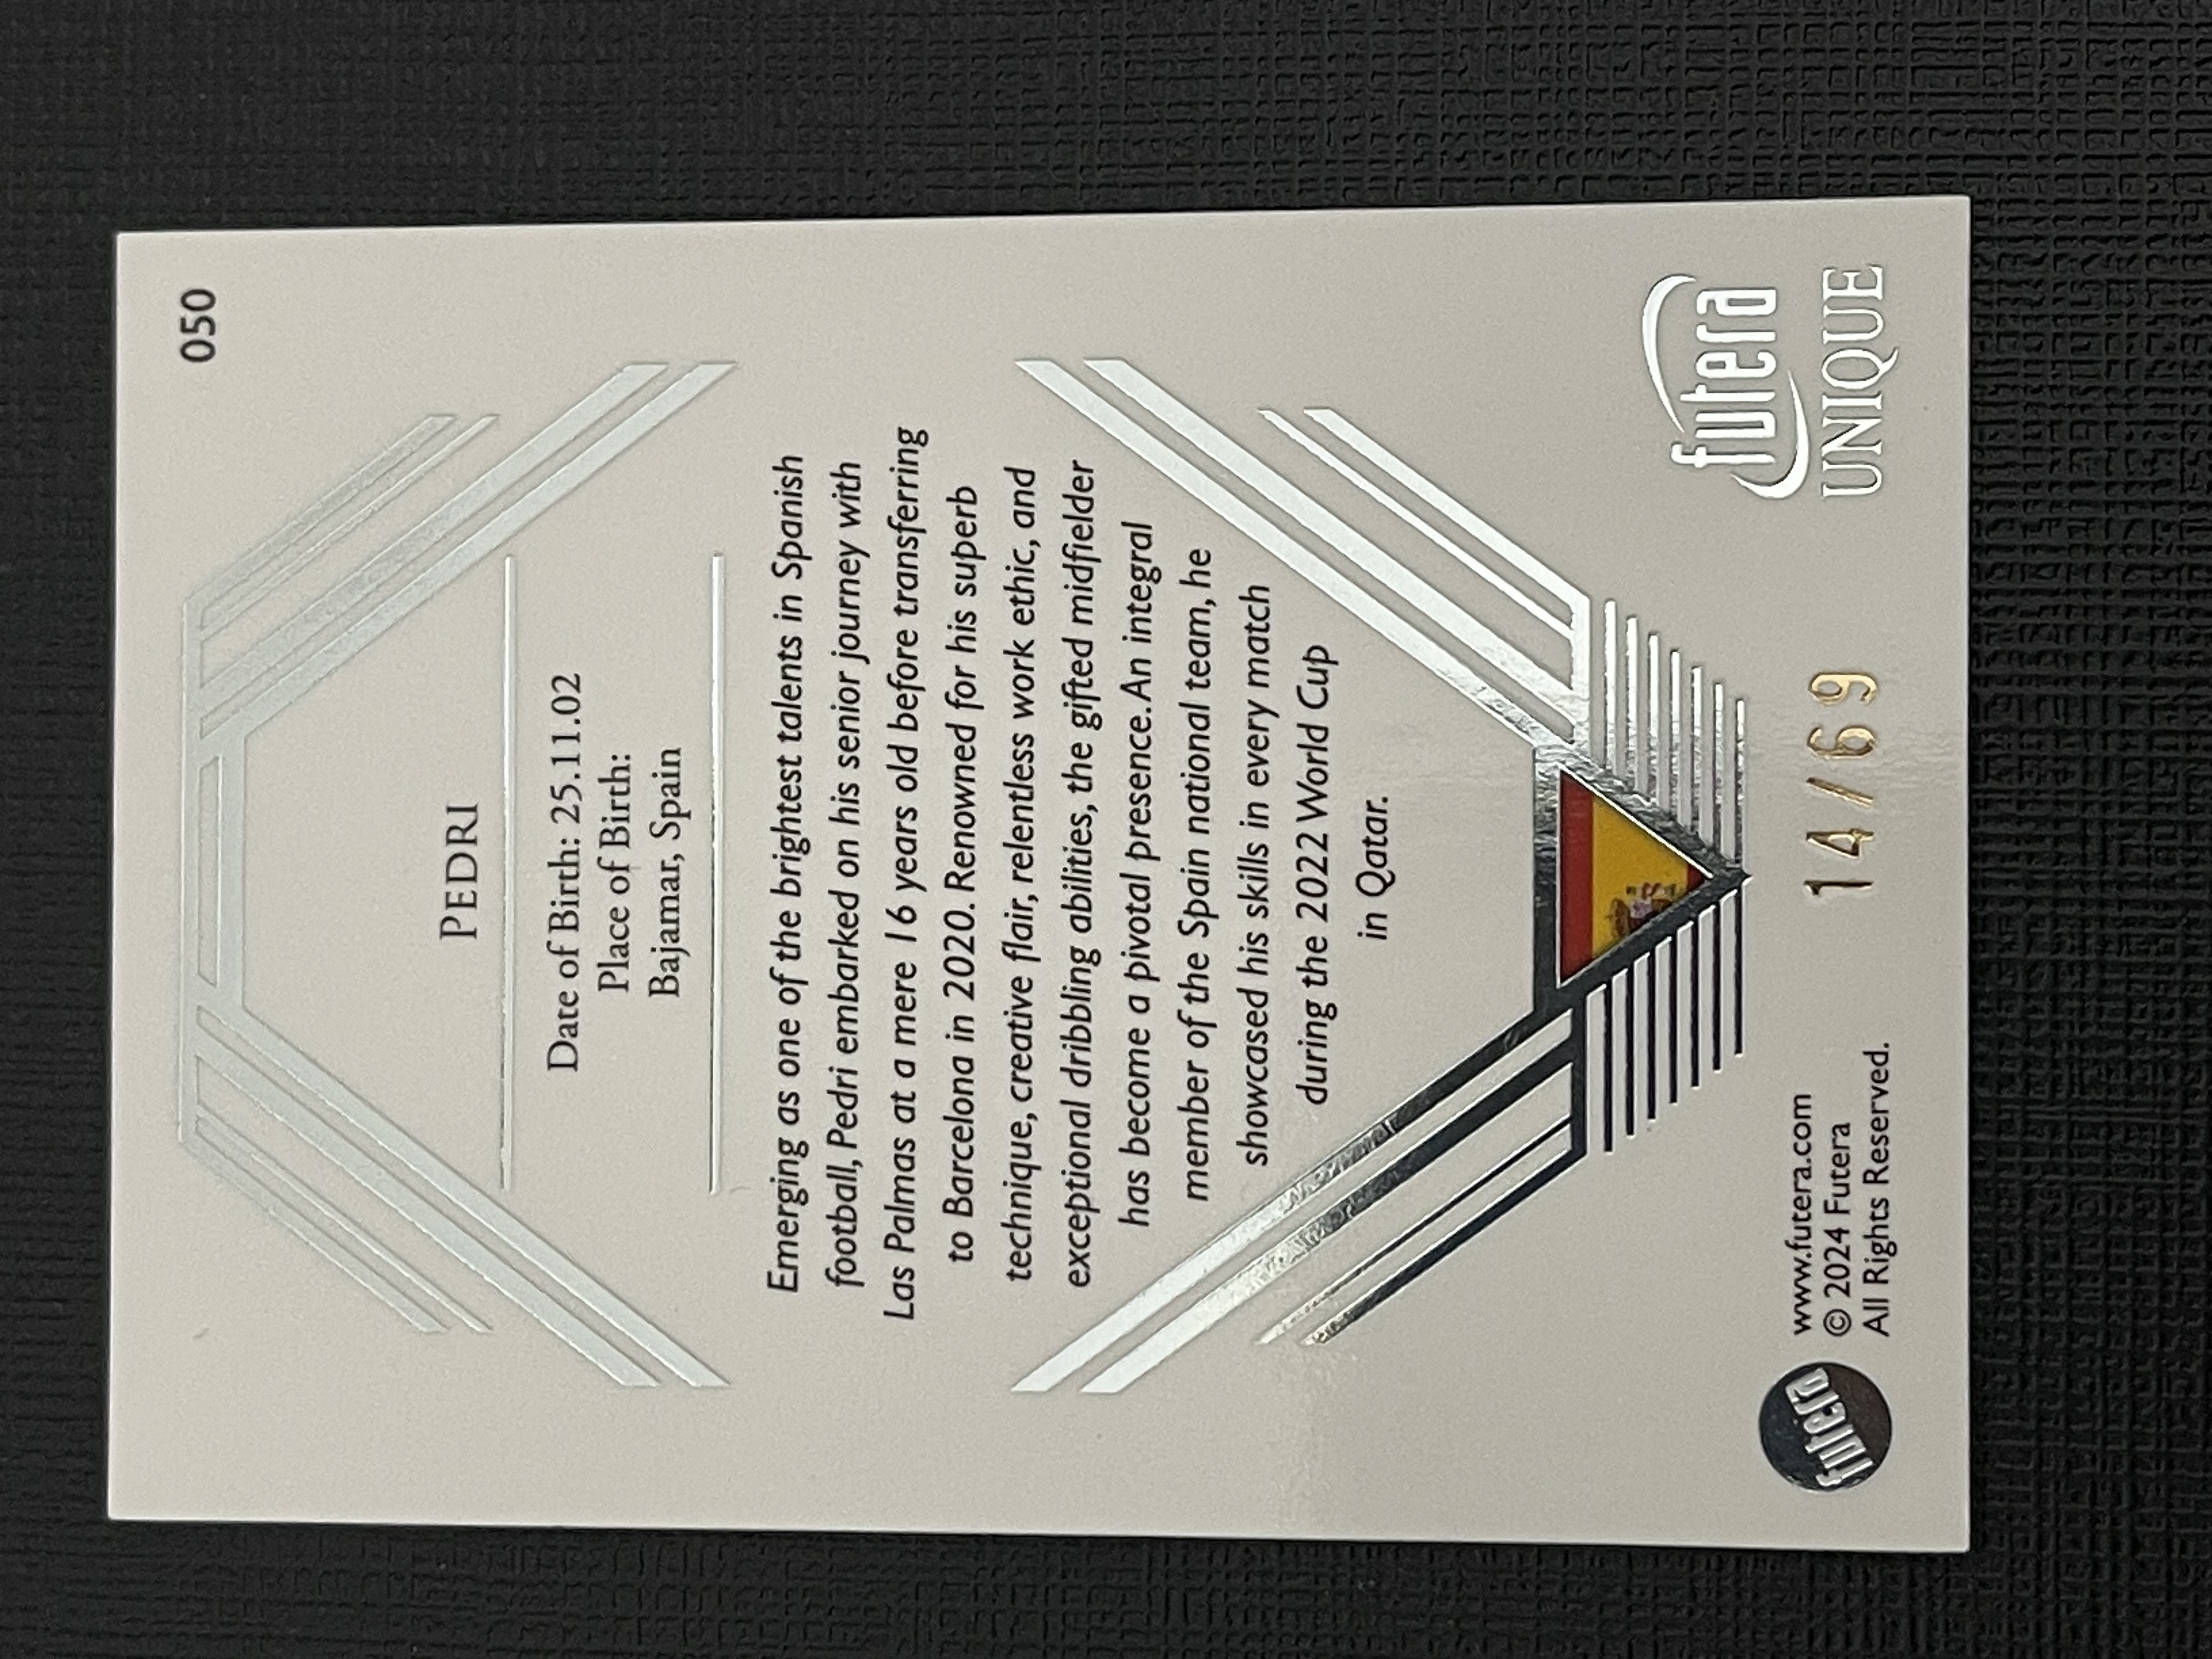 050
PEDRI
Date of Birth: 25.11.02
Place of Birth:
Bajamar, Spain
Emerging as one of the brightest talents in Spanish
football, Pedri embarked on his senior journey with
Las Palmas at a mere 16 years old before transferring
to Barcelona in 2020. Renowned for his superb
technique, creative flair, relentless work ethic, and
exceptional dribbling abilities, the gifted midfielder
has become a pivotal presence. An integral
member of the Spain national team, he
showcased his skills in every match
during the 2022 World Cup
in Qatar.
futera
www.futera.com
© 2024 Futera
All Rights Reserved.
14/69
futera
UNIQUE